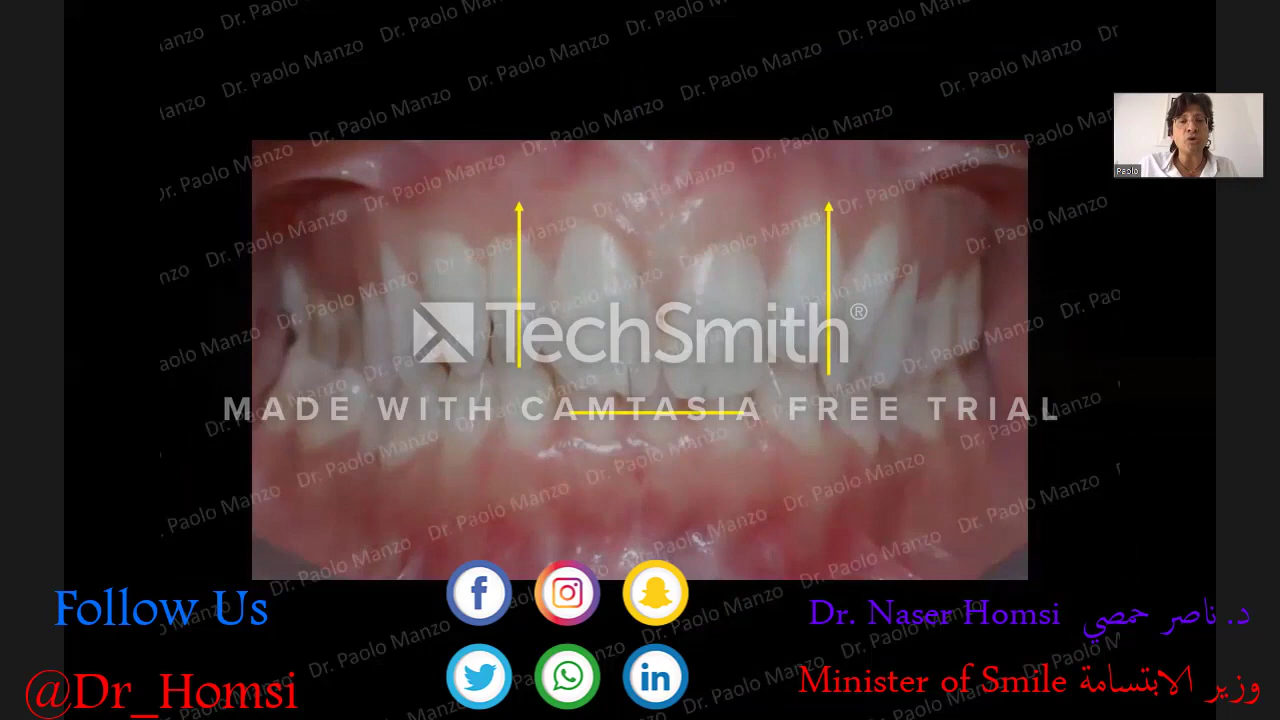 Dr. Paolo Manzo
Paolo
TechSmith®
MADE WITH CAMTASIA FREE TRIAL
Follow Us
@Dr_Homsi
Dr. Naser Homsi د. ناصر حمصي
Minister of Smile وزير الابتسامة